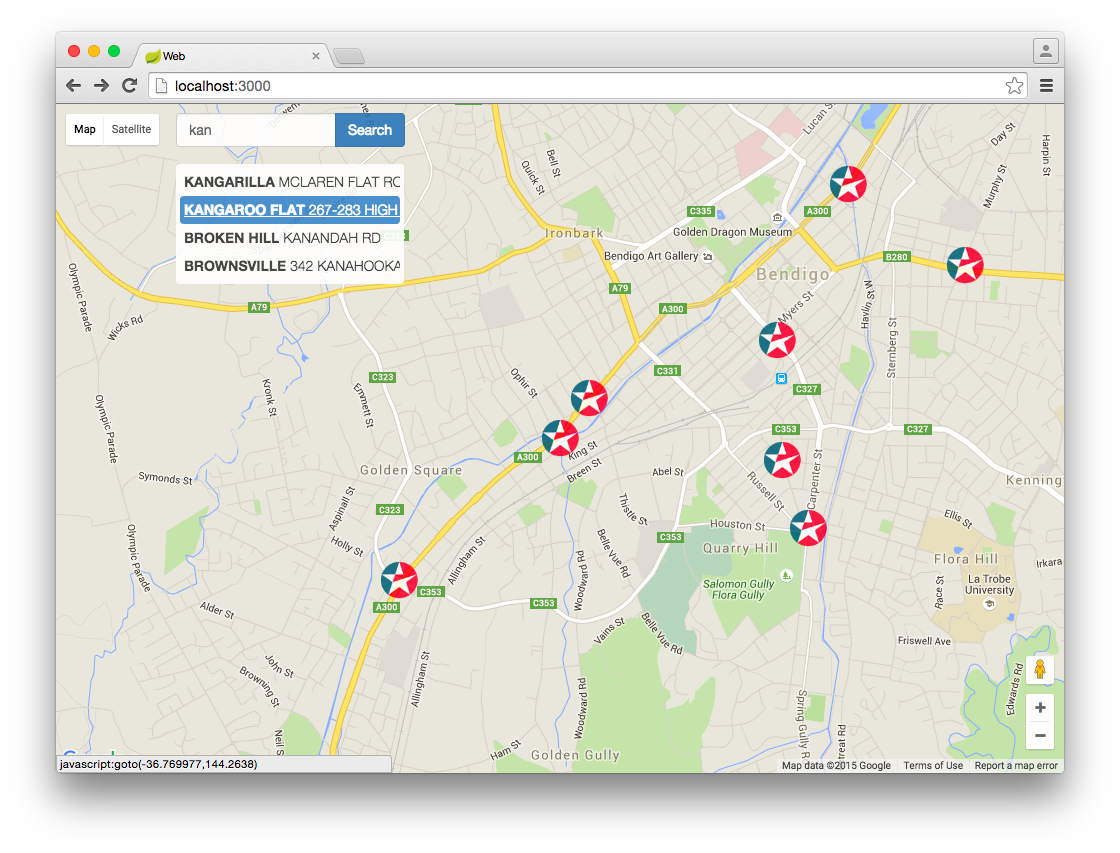 Web
localhost:3000
Map
Satellite
kan
Search
KANGARILLA MCLAREN FLAT RO
KANGAROO FLAT 267-283 HIGH
BROKEN HILL KANANDAH RD
BROWNSVILLE 342 KANAHOOKA
Lucan St
Day St
Harpin St
Murphy St
Bell St
Quick St
C335
A300
Ironbark
Golden Dragon Museum
Bendigo Art Gallery
B280
Bendigo
Olympic Parade
A79
A79
Wicks Rd
A300
Myers St
Havlin St W
Sternberg St
C323
C331
C327
Ophir St
Kronk St
Emmett St
Olympic Parade
C353
C327
A300
King St
Breen St
Golden Square
Abel St
Carpenter St
Russell St
Kenning
Symonds St
Aspinall St
C323
Thistle St
Ellis St
Holly St
Houston St
C353
Quarry Hill
Belle Vue Rd
Flora Hill
Irkara
Olympic Parade
Allingham St
Woodward Rd
Salomon Gully
Flora Gully
La Trobe
University
Race St
C353
A300
C353
Alder St
Vains St
Belle Vue Rd
Friswell Ave
John St
Browning St
Allingham St
Woodward Rd
Edwards Rd
Spring Gully R
treat Rd
Neil S
Ham St
Golden Gully
+
−
javascript:goto(-36.769977,144.2638)
Map data ©2015 Google
Terms of Use
Report a map error